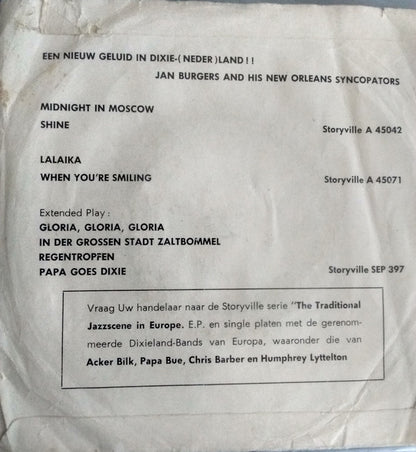 EEN NIEUW GELUID IN DIXIE-(NEDER)LAND!!
JAN BURGERS AND HIS NEW ORLEANS SYNCOPATORS
MIDNIGHT IN MOSCOW
SHINE Storyville A 45042
LALAIKA
WHEN YOU'RE SMILING Storyville A 45071
Extended Play:
GLORIA, GLORIA, GLORIA
IN DER GROSSEN STADT ZALTBOMMEL
REGENTROPFEN
PAPA GOES DIXIE Storyville SEP 397
Vraag Uw handelaar naar de Storyville serie "The Traditional
Jazzscene in Europe. E.P. en single platen met de gerenom-
meerde Dixieland-Bands van Europa, waaronder die van
Acker Bilk, Papa Bue, Chris Barber en Humphrey Lyttelton